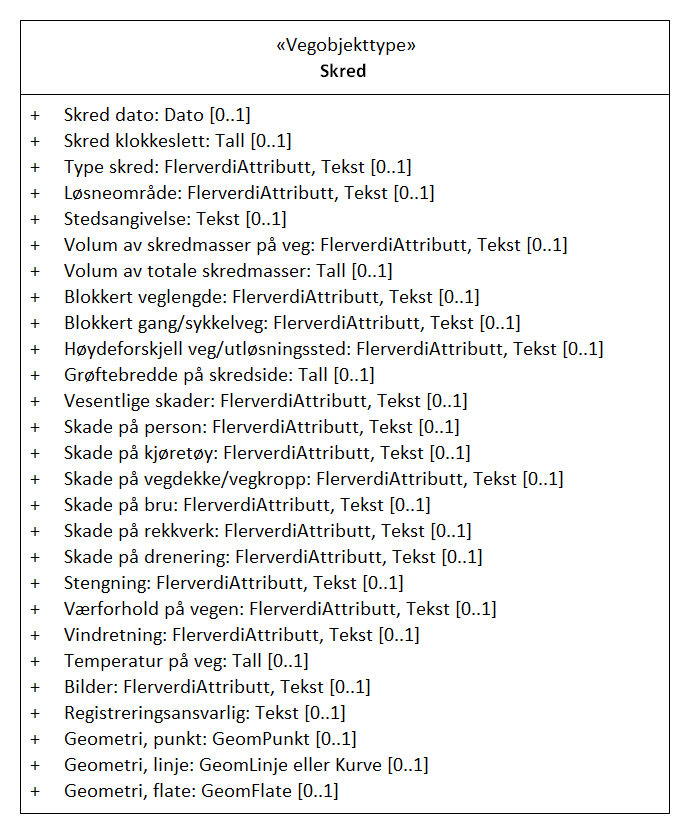 «Vegobjekttype»
Skred
+ Skred dato: Dato [0..1]
+ Skred klokkeslett: Tall [0..1]
+ Type skred: FlerverdiAttributt, Tekst [0..1]
+ Løsneområde: FlerverdiAttributt, Tekst [0..1]
+ Stedsangivelse: Tekst [0..1]
+ Volum av skredmasser på veg: FlerverdiAttributt, Tekst [0..1]
+ Volum av totale skredmasser: Tall [0..1]
+ Blokkert veglengde: FlerverdiAttributt, Tekst [0..1]
+ Blokkert gang/sykkelveg: FlerverdiAttributt, Tekst [0..1]
+ Høydeforskjell veg/utløsningssted: FlerverdiAttributt, Tekst [0..1]
+ Grøftebredde på skredside: Tall [0..1]
+ Vesentlige skader: FlerverdiAttributt, Tekst [0..1]
+ Skade på person: FlerverdiAttributt, Tekst [0..1]
+ Skade på kjøretøy: FlerverdiAttributt, Tekst [0..1]
+ Skade på vegdekke/vegkropp: FlerverdiAttributt, Tekst [0..1]
+ Skade på bru: FlerverdiAttributt, Tekst [0..1]
+ Skade på rekkverk: FlerverdiAttributt, Tekst [0..1]
+ Skade på drenering: FlerverdiAttributt, Tekst [0..1]
+ Stengning: FlerverdiAttributt, Tekst [0..1]
+ Værforhold på vegen: FlerverdiAttributt, Tekst [0..1]
+ Vindretning: FlerverdiAttributt, Tekst [0..1]
+ Temperatur på veg: Tall [0..1]
+ Bilder: FlerverdiAttributt, Tekst [0..1]
+ Registreringsansvarlig: Tekst [0..1]
+ Geometri, punkt: GeomPunkt [0..1]
+ Geometri, linje: GeomLinje eller Kurve [0..1]
+ Geometri, flate: GeomFlate [0..1]